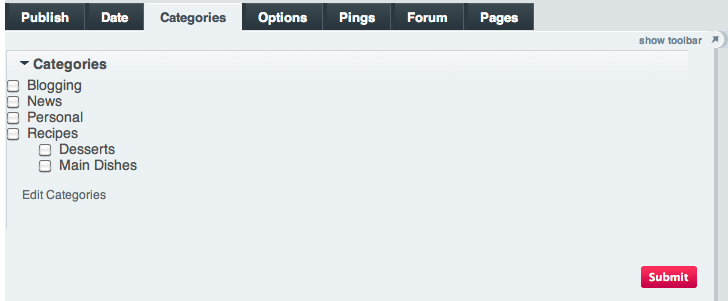 Publish Date Categories Options Pings Forum Pages
show toolbar
Categories
Blogging
News
Personal
Recipes
Desserts
Main Dishes
Edit Categories
Submit